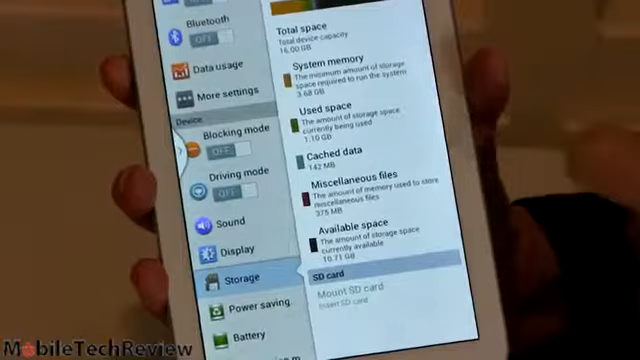 Bluetooth
OFF
Data usage
More settings
Device
Blocking mode
OFF
Driving mode
OFF
Sound
Display
Storage
Power saving
Battery
Total space
Total device capacity
16.00 GB
System memory
The minimum amount of storage
space required to run the system
3.68 GB
Used space
The amount of storage space
currently being used
1.10 GB
Cached data
142 MB
Miscellaneous files
The amount of memory used to store
miscellaneous files
375 MB
Available space
The amount of storage space
currently available
10.71 GB
SD card
Mount SD card
Insert SD card
MobileTechReview